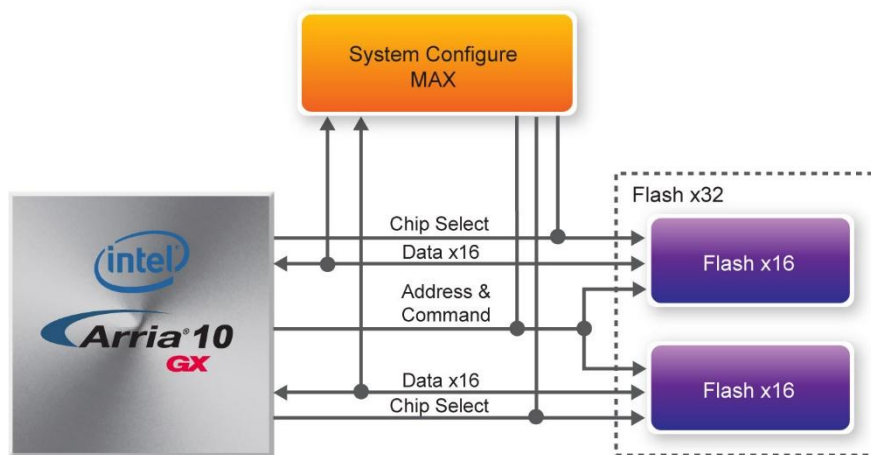 System Configure
MAX
Flash x32
Chip Select
Data x16
Flash x16
Address &
Command
intel
Arria® 10
GX
Data x16
Chip Select
Flash x16